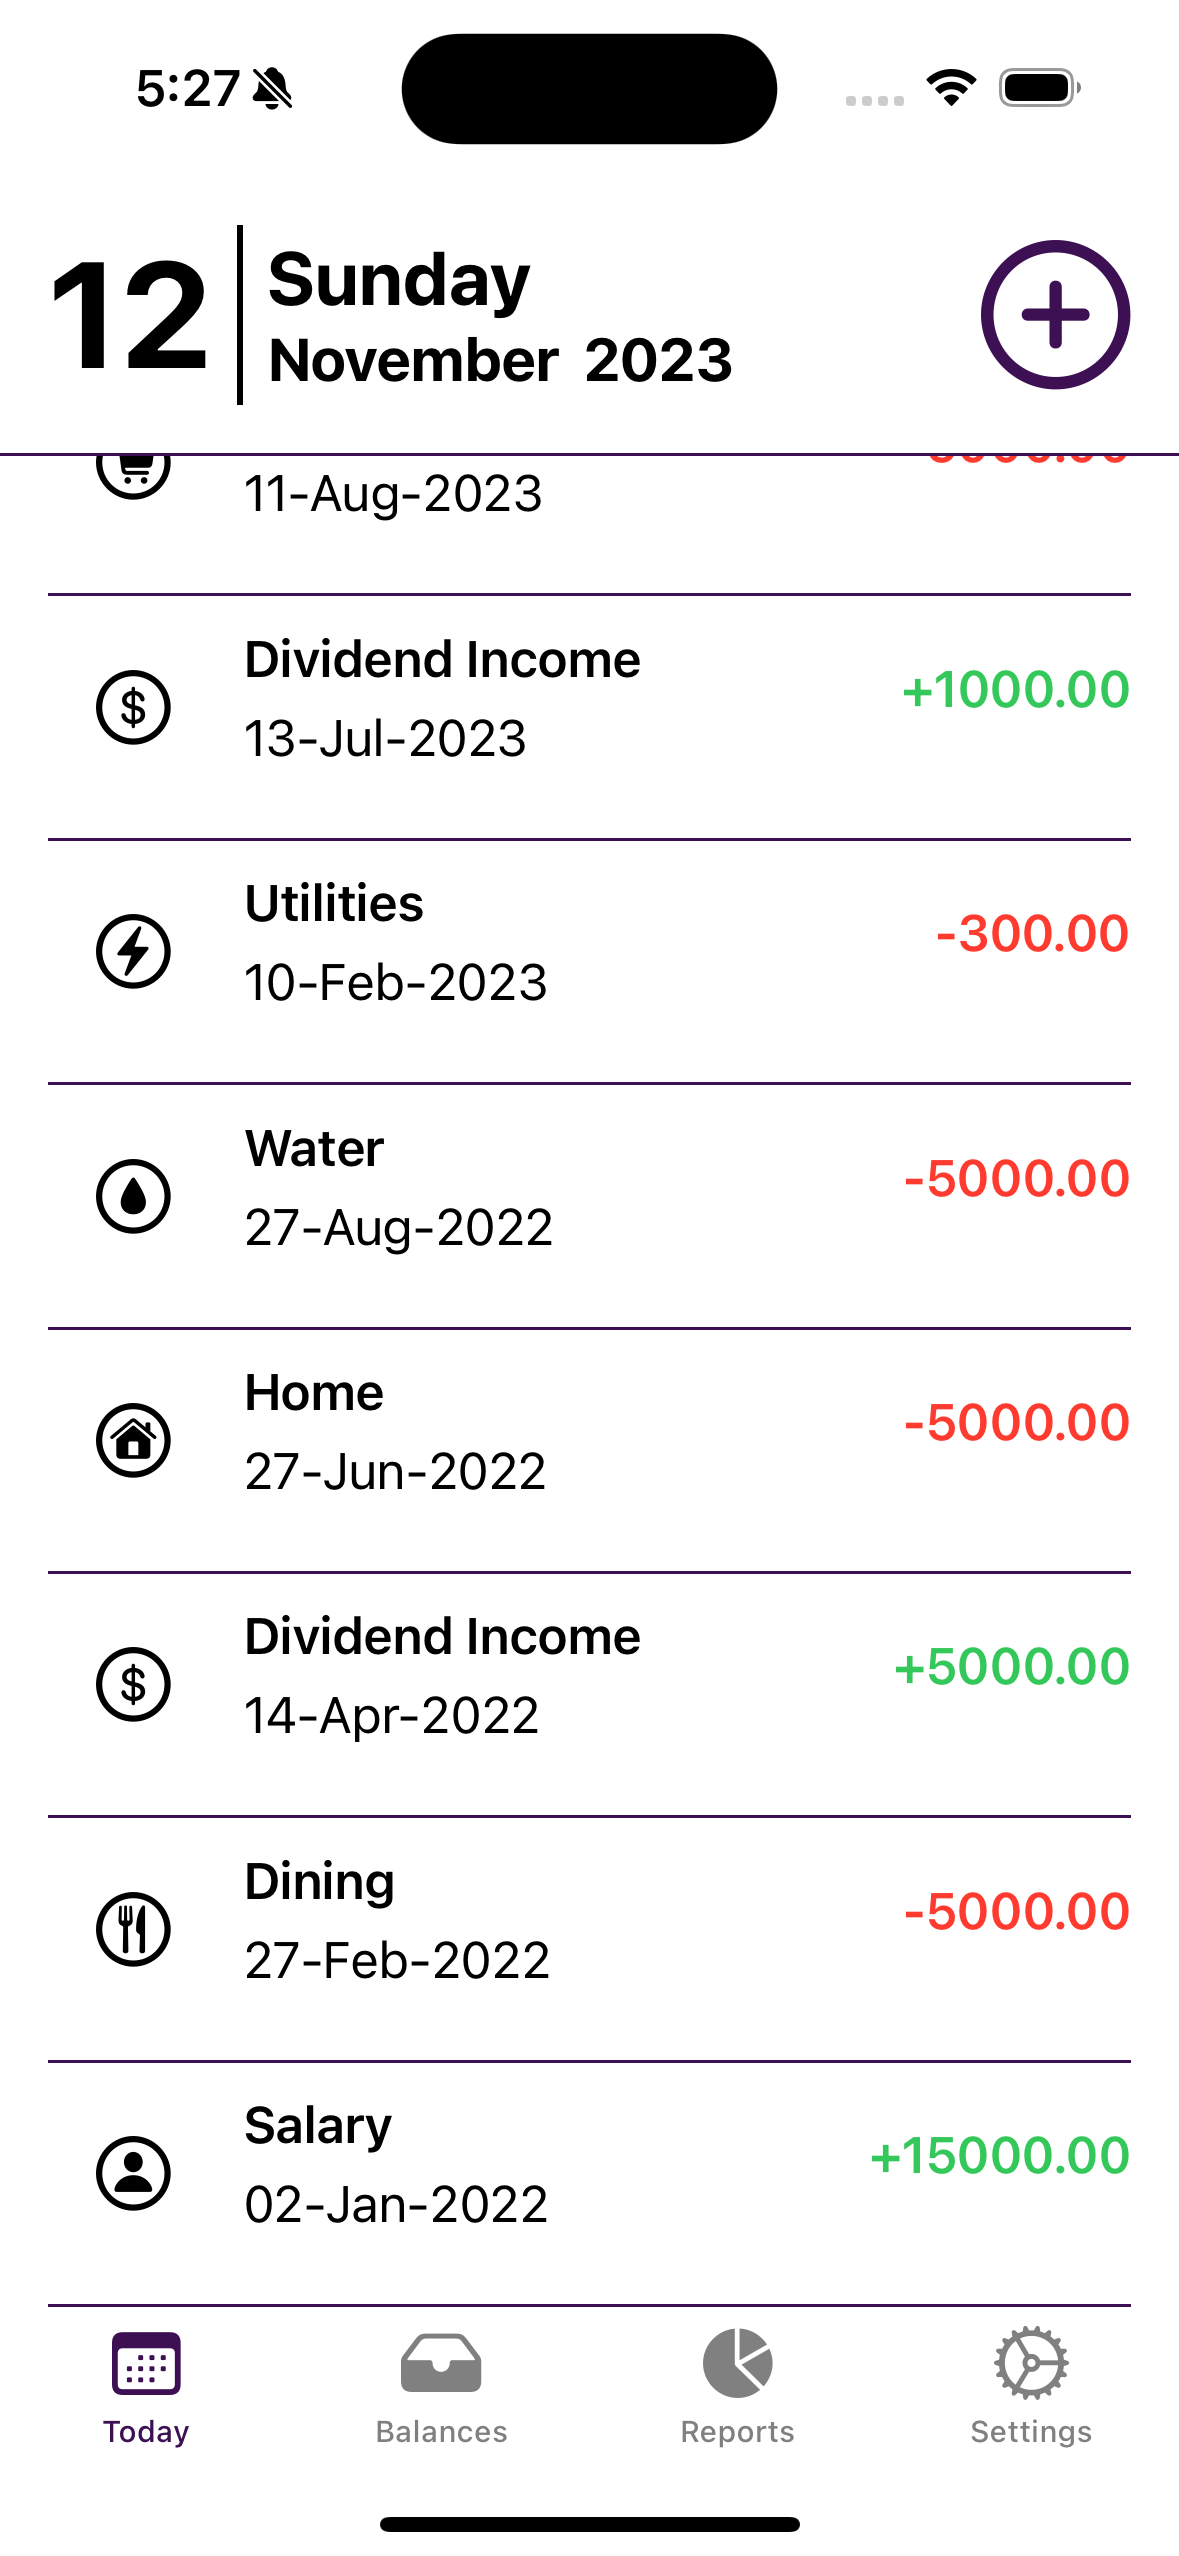 5:27
12
Sunday
November 2023
11-Aug-2023
Dividend Income
+1000.00
13-Jul-2023
Utilities
-300.00
10-Feb-2023
Water
-5000.00
27-Aug-2022
Home
-5000.00
27-Jun-2022
Dividend Income
+5000.00
14-Apr-2022
Dining
-5000.00
27-Feb-2022
Salary
+15000.00
02-Jan-2022
Today
Balances
Reports
Settings